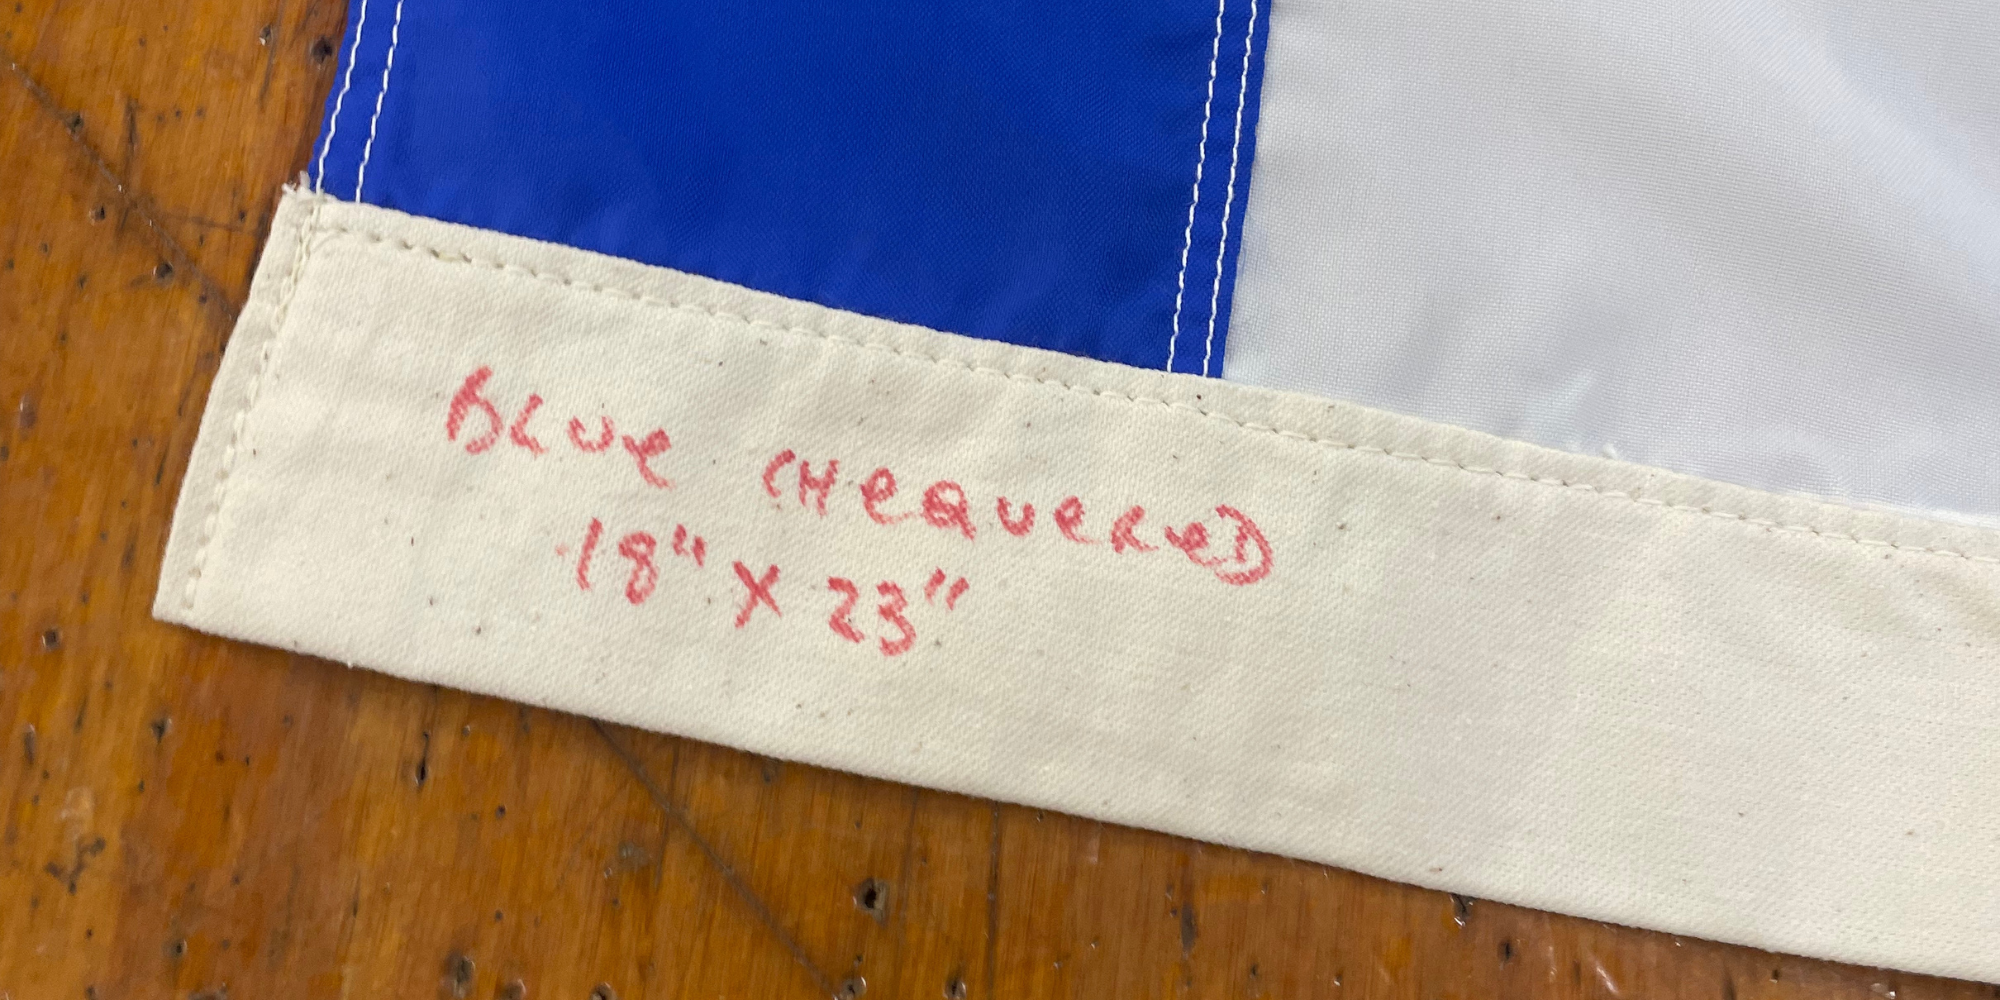 BLUE CHEQUERED
18" X 23"